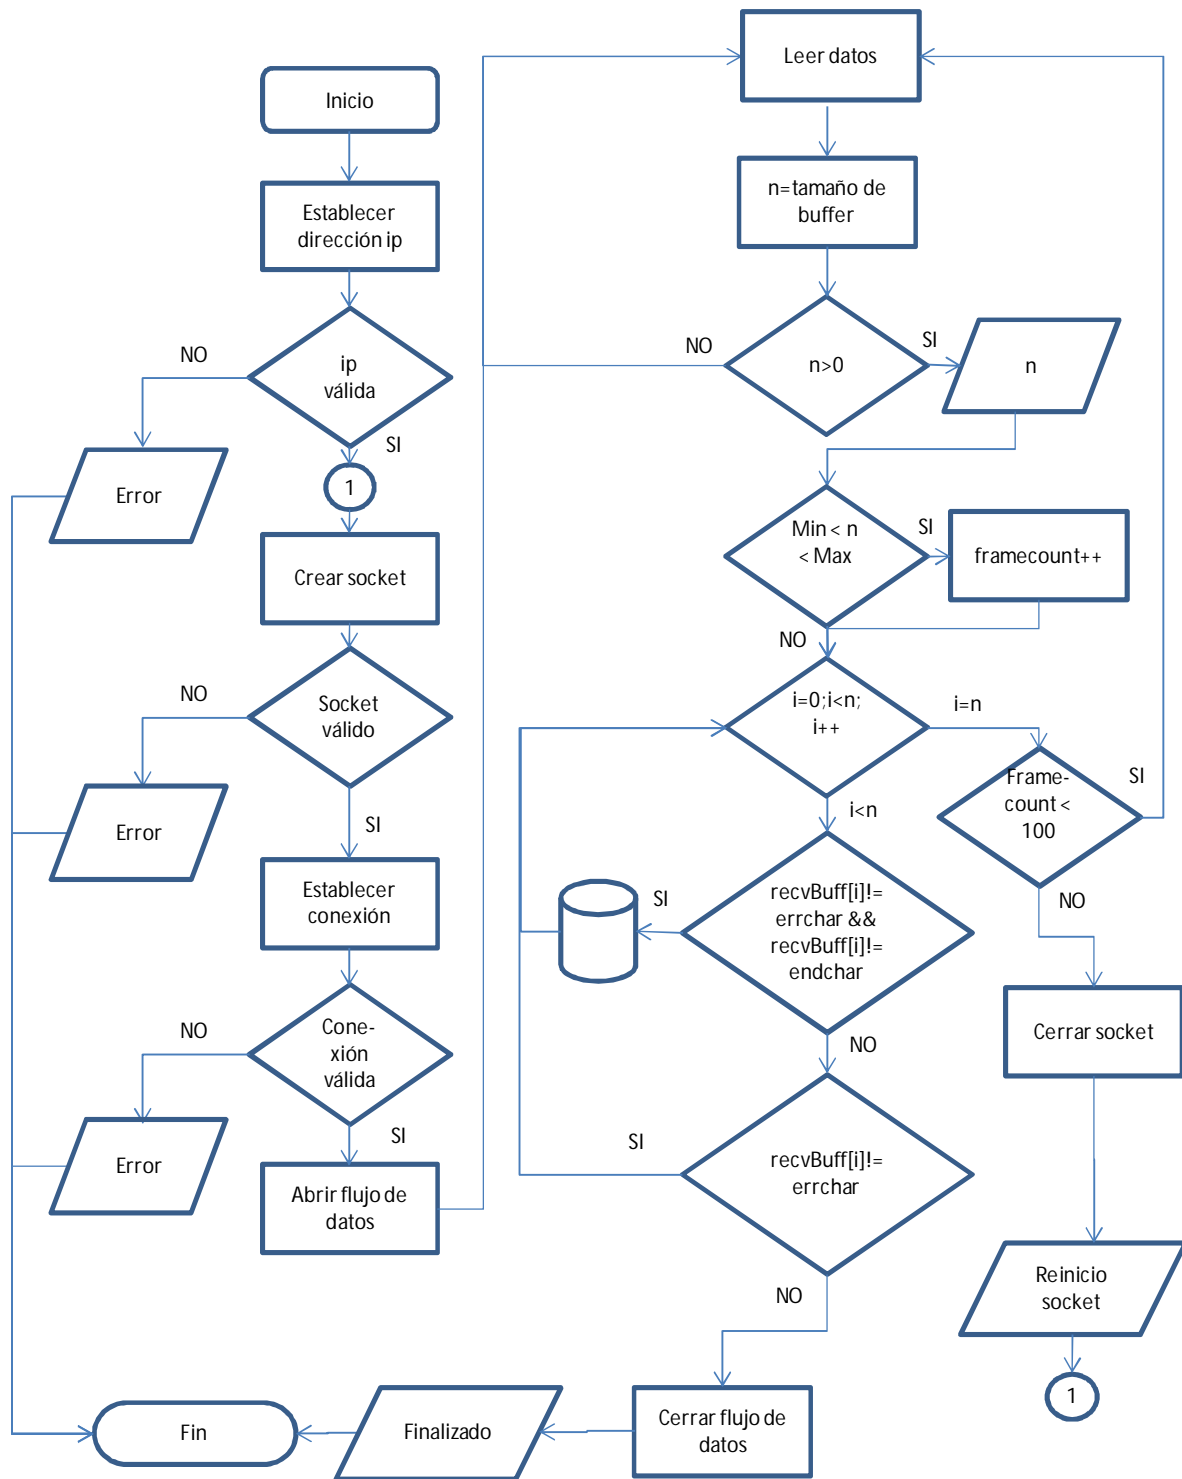 Inicio
Establecer
dirección ip
ip
válida
NO
SI
Error
1
Crear socket
Socket
válido
NO
SI
Error
Establecer
conexión
Cone-
xión
válida
NO
SI
Error
Abrir flujo de
datos
Leer datos
n=tamaño de
buffer
n>0
NO
SI
n
Min < n
< Max
SI
NO
framecount++
i=0;i<n;
i++
i=n
i<n
Frame-
count <
100
SI
NO
recvBuff[i]!=
errchar &&
recvBuff[i]!=
endchar
SI
NO
recvBuff[i]!=
errchar
SI
NO
Cerrar socket
Reinicio
socket
1
Cerrar flujo de
datos
Finalizado
Fin